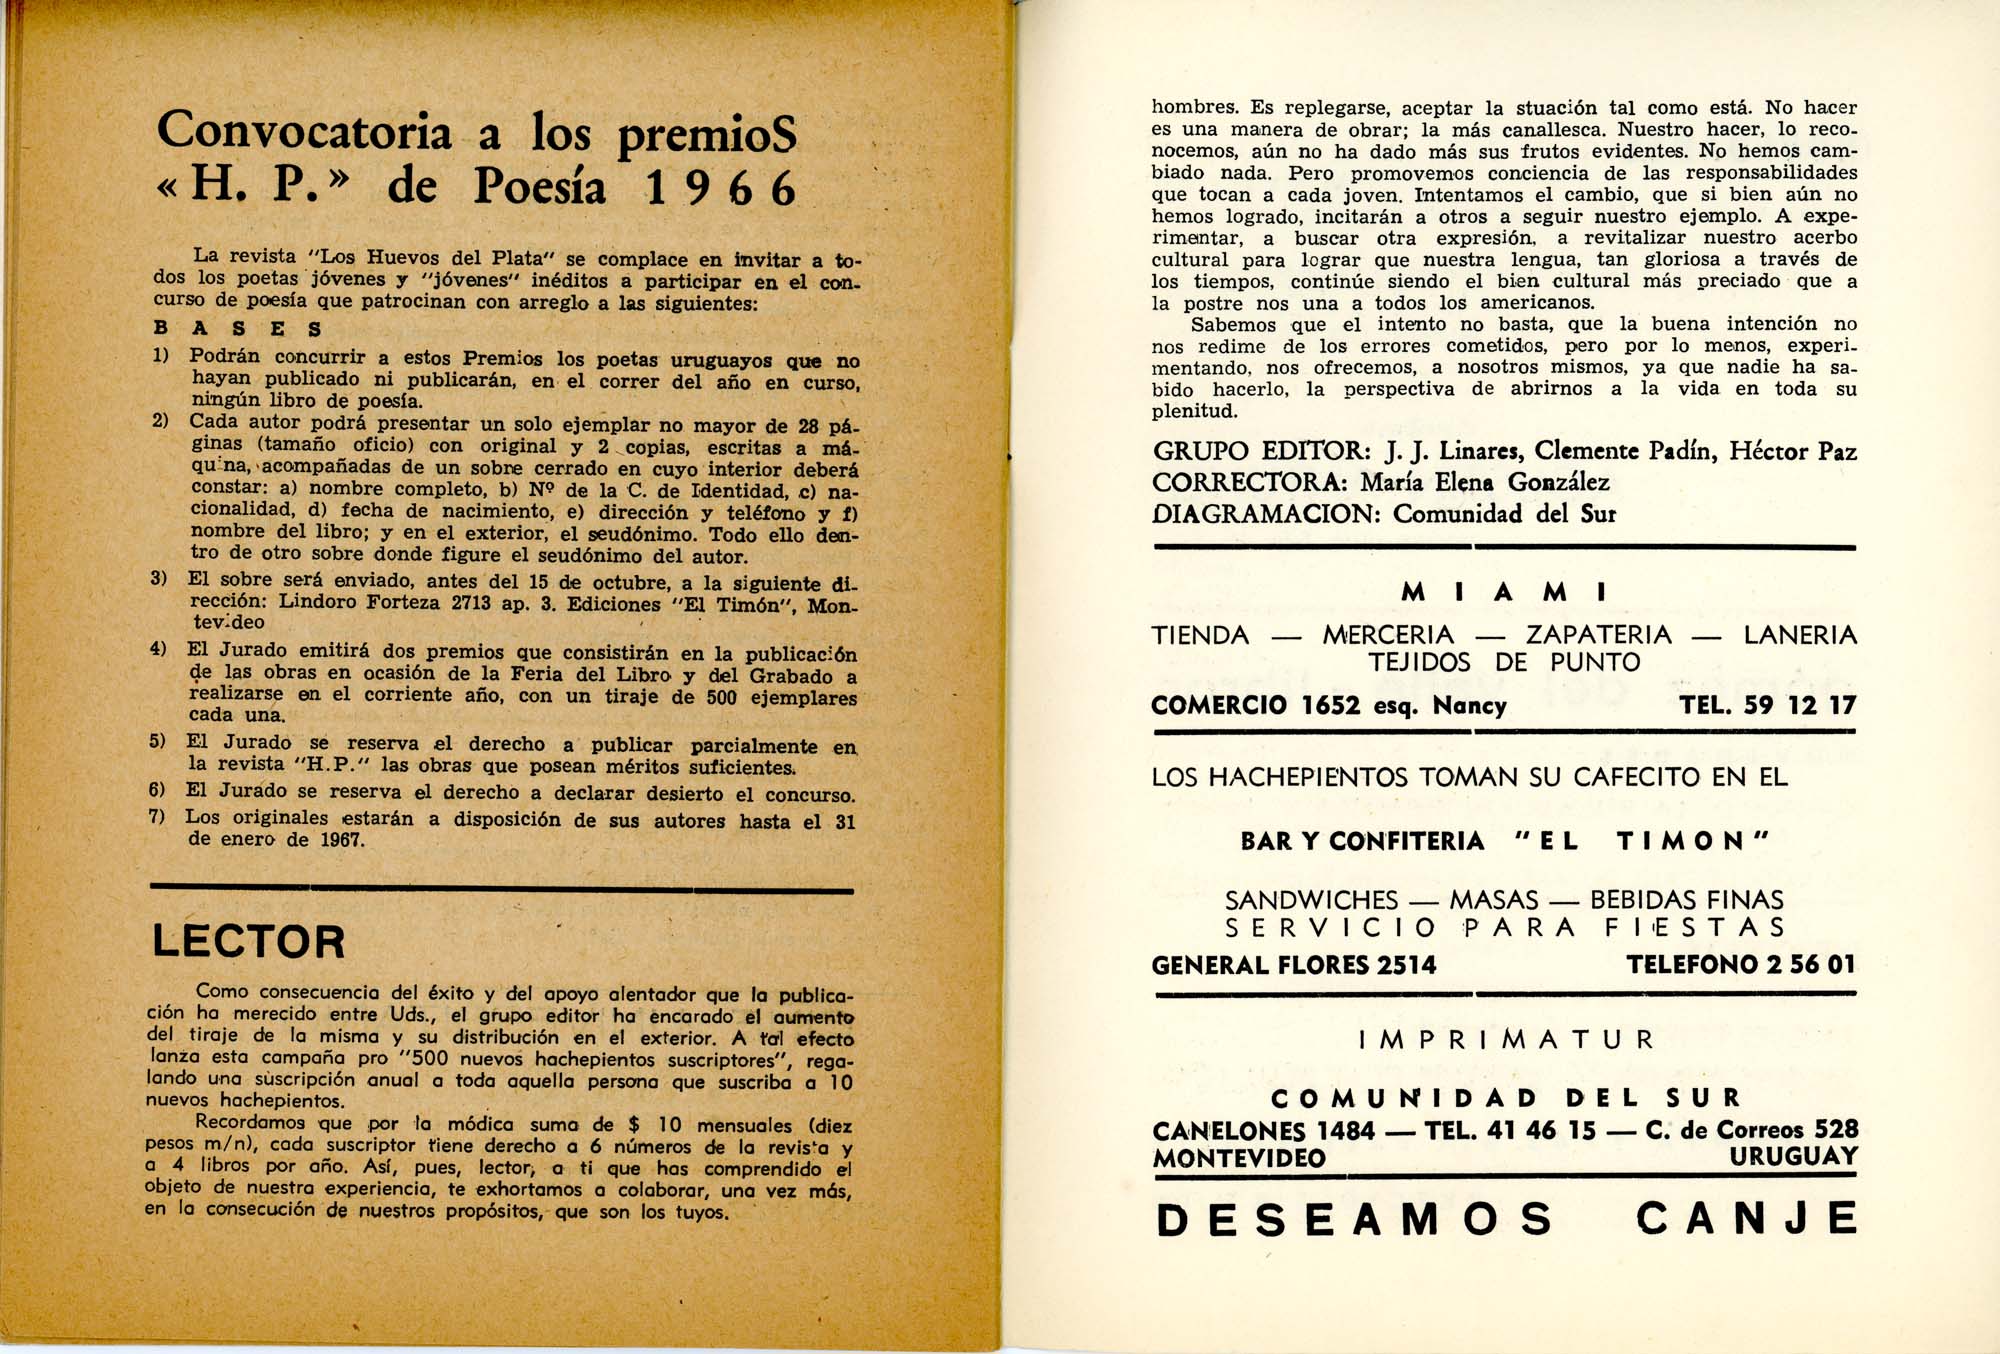 Convocatoria a los premioS
«H. P.» de Poesía 1966
La revista "Los Huevos del Plata" se complace en invitar a to-
dos los poetas jóvenes y "jóvenes" inéditos a participar en el con-
curso de poesía que patrocinan con arreglo a las siguientes:
B A S E S
1) Podrán concurrir a estos Premios los poetas uruguayos que no
hayan publicado ni publicarán, en el correr del año en curso,
ningún libro de poesía.
2) Cada autor podrá presentar un solo ejemplar no mayor de 28 pá-
ginas (tamaño oficio) con original y 2 copias, escritas a má-
quina, acompañadas de un sobre cerrado en cuyo interior deberá
constar: a) nombre completo, b) Nº de la C. de Identidad, c) na-
cionalidad, d) fecha de nacimiento, e) dirección y teléfono y f)
nombre del libro; y en el exterior, el seudónimo. Todo ello den-
tro de otro sobre donde figure el seudónimo del autor.
3) El sobre será enviado, antes del 15 de octubre, a la siguiente di-
rección: Lindoro Forteza 2713 ap. 3. Ediciones "El Timón", Mon-
tevideo
4) El Jurado emitirá dos premios que consistirán en la publicación
de las obras en ocasión de la Feria del Libro y del Grabado a
realizarse en el corriente año, con un tiraje de 500 ejemplares
cada una.
5) El Jurado se reserva el derecho a publicar parcialmente en
la revista "H.P." las obras que posean méritos suficientes.
6) El Jurado se reserva el derecho a declarar desierto el concurso.
7) Los originales estarán a disposición de sus autores hasta el 31
de enero de 1967.
LECTOR
Como consecuencia del éxito y del apoyo alentador que la publica-
ción ha merecido entre Uds., el grupo editor ha encarado el aumento
del tiraje de la misma y su distribución en el exterior. A tal efecto
lanza esta campaña pro "500 nuevos hachepientos suscriptores", rega-
lando una suscripción anual a toda aquella persona que suscriba a 10
nuevos hachepientos.
Recordamos que por la módica suma de $ 10 mensuales (diez
pesos m/n), cada suscriptor tiene derecho a 6 números de la revista y
a 4 libros por año. Así, pues, lector, a ti que has comprendido el
objeto de nuestra experiencia, te exhortamos a colaborar, una vez más,
en la consecución de nuestros propósitos, que son los tuyos.
hombres. Es replegarse, aceptar la stuación tal como está. No hacer
es una manera de obrar; la más canallesca. Nuestro hacer, lo reco-
nocemos, aún no ha dado más sus frutos evidentes. No hemos cam-
biado nada. Pero promovemos conciencia de las responsabilidades
que tocan a cada joven. Intentamos el cambio, que si bien aún no
hemos logrado, incitarán a otros a seguir nuestro ejemplo. A expe-
rimentar, a buscar otra expresión, a revitalizar nuestro acerbo
cultural para lograr que nuestra lengua, tan gloriosa a través de
los tiempos, continúe siendo el bien cultural más preciado que a
la postre nos una a todos los americanos.
Sabemos que el intento no basta, que la buena intención no
nos redime de los errores cometidos, pero por lo menos, experi-
mentando, nos ofrecemos, a nosotros mismos, ya que nadie ha sa-
bido hacerlo, la perspectiva de abrirnos a la vida en toda su
plenitud.
GRUPO EDITOR: J. J. Linares, Clemente Padín, Héctor Paz
CORRECTORA: María Elena González
DIAGRAMACION: Comunidad del Sur
M I A M I
TIENDA — MERCERIA — ZAPATERIA — LANERIA
TEJIDOS DE PUNTO
COMERCIO 1652 esq. Nancy TEL. 59 12 17
LOS HACHEPIENTOS TOMAN SU CAFECITO EN EL
BAR Y CONFITERIA "EL TIMON"
SANDWICHES — MASAS — BEBIDAS FINAS
SERVICIO PARA FIESTAS
GENERAL FLORES 2514 TELEFONO 2 56 01
IMPRIMATUR
COMUNIDAD DEL SUR
CANELONES 1484 — TEL. 41 46 15 — C. de Correos 528
MONTEVIDEO URUGUAY
DESEAMOS CANJE